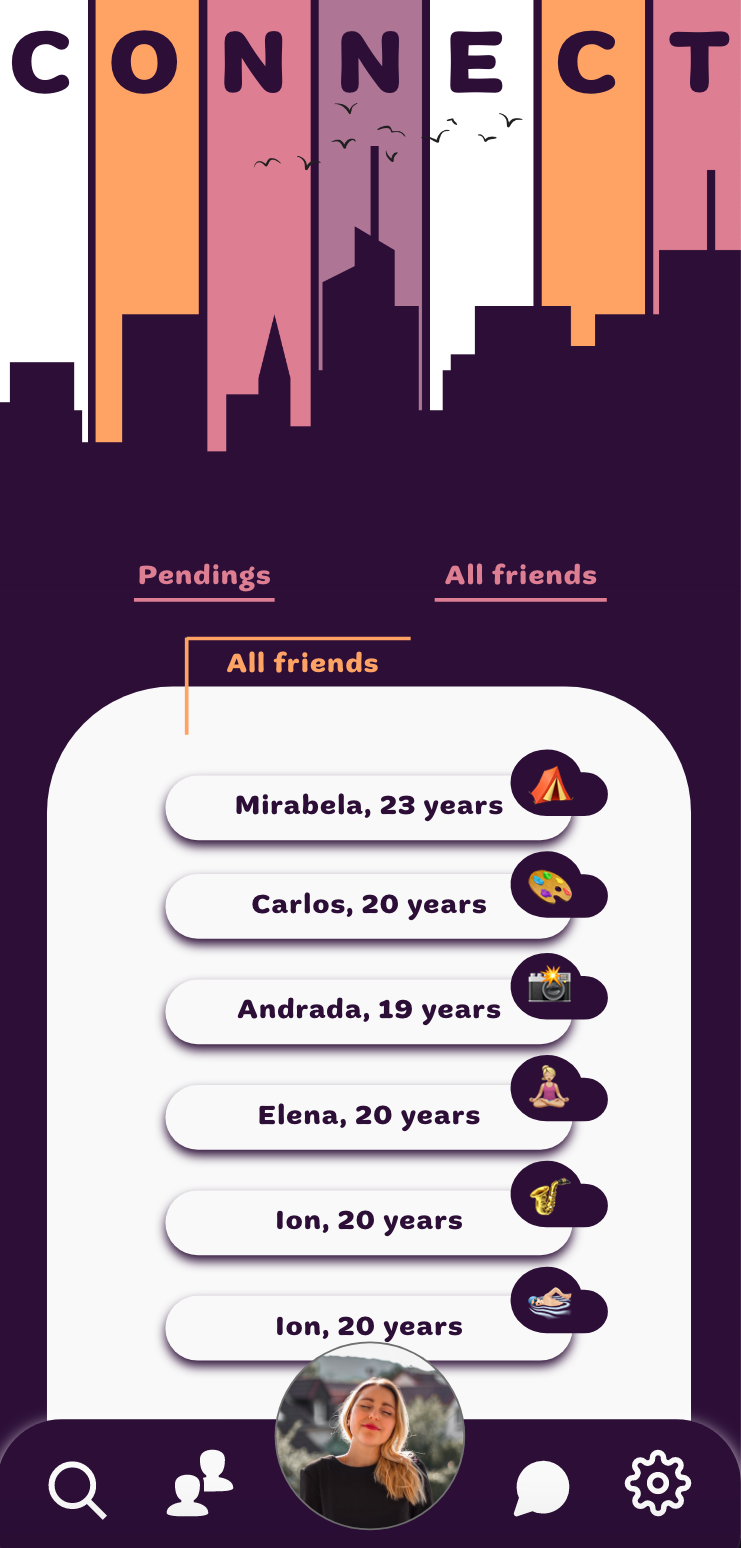 CONNECT
Pendings All friends
All friends
Mirabela, 23 years
Carlos, 20 years
Andrada, 19 years
Elena, 20 years
Ion, 20 years
Ion, 20 years